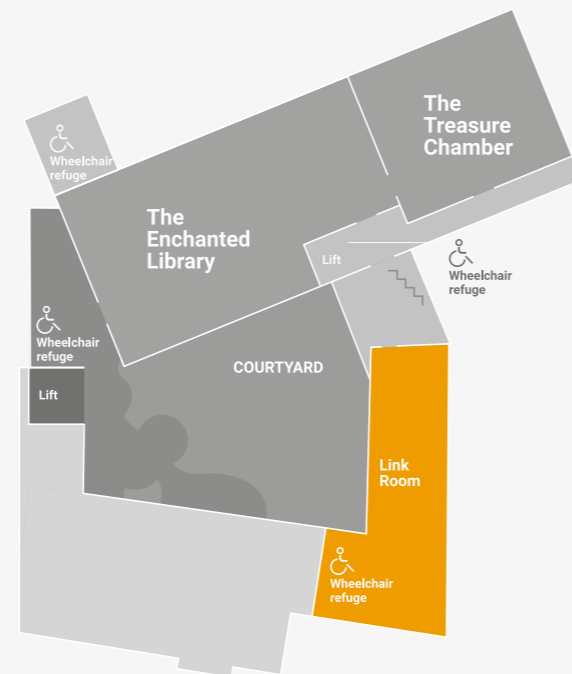 Wheelchair
refuge
The
Treasure
Chamber
The
Enchanted
Library
Lift
Wheelchair
refuge
Wheelchair
refuge
COURTYARD
Lift
Link
Room
Wheelchair
refuge